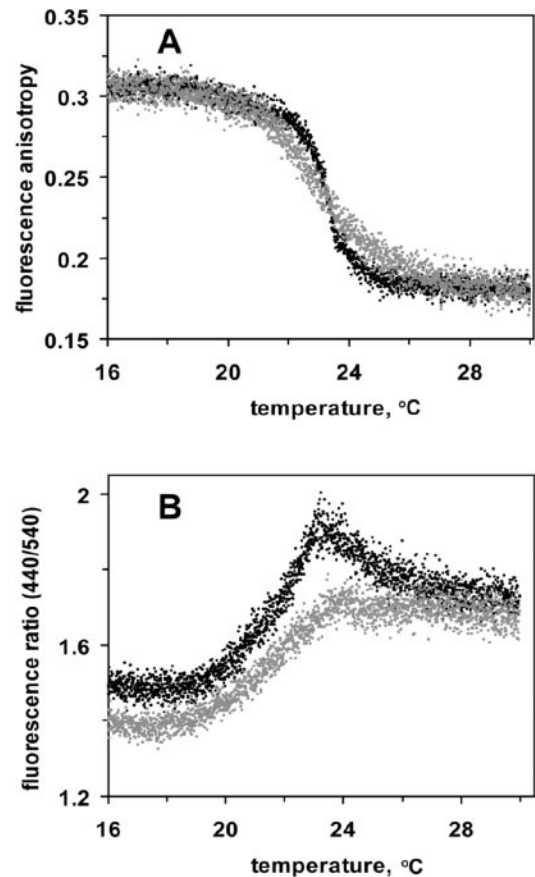 A
0.35
0.3
0.25
0.2
0.15
fluorescence anisotropy
16 20 24 28
temperature, °C
B
2
1.6
1.2
fluorescence ratio (440/540)
16 20 24 28
temperature, °C